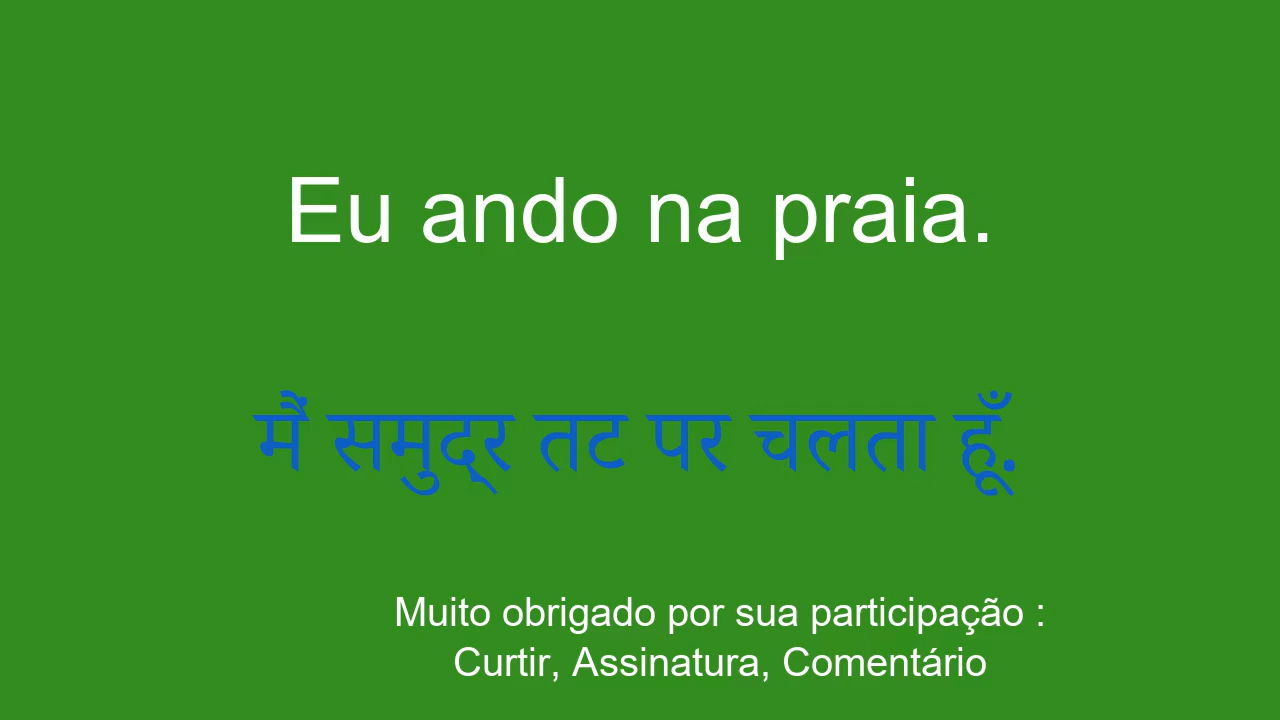 Eu ando na praia.
मैं समुद्र तट पर चलता हूँ.
Muito obrigado por sua participação :
Curtir, Assinatura, Comentário